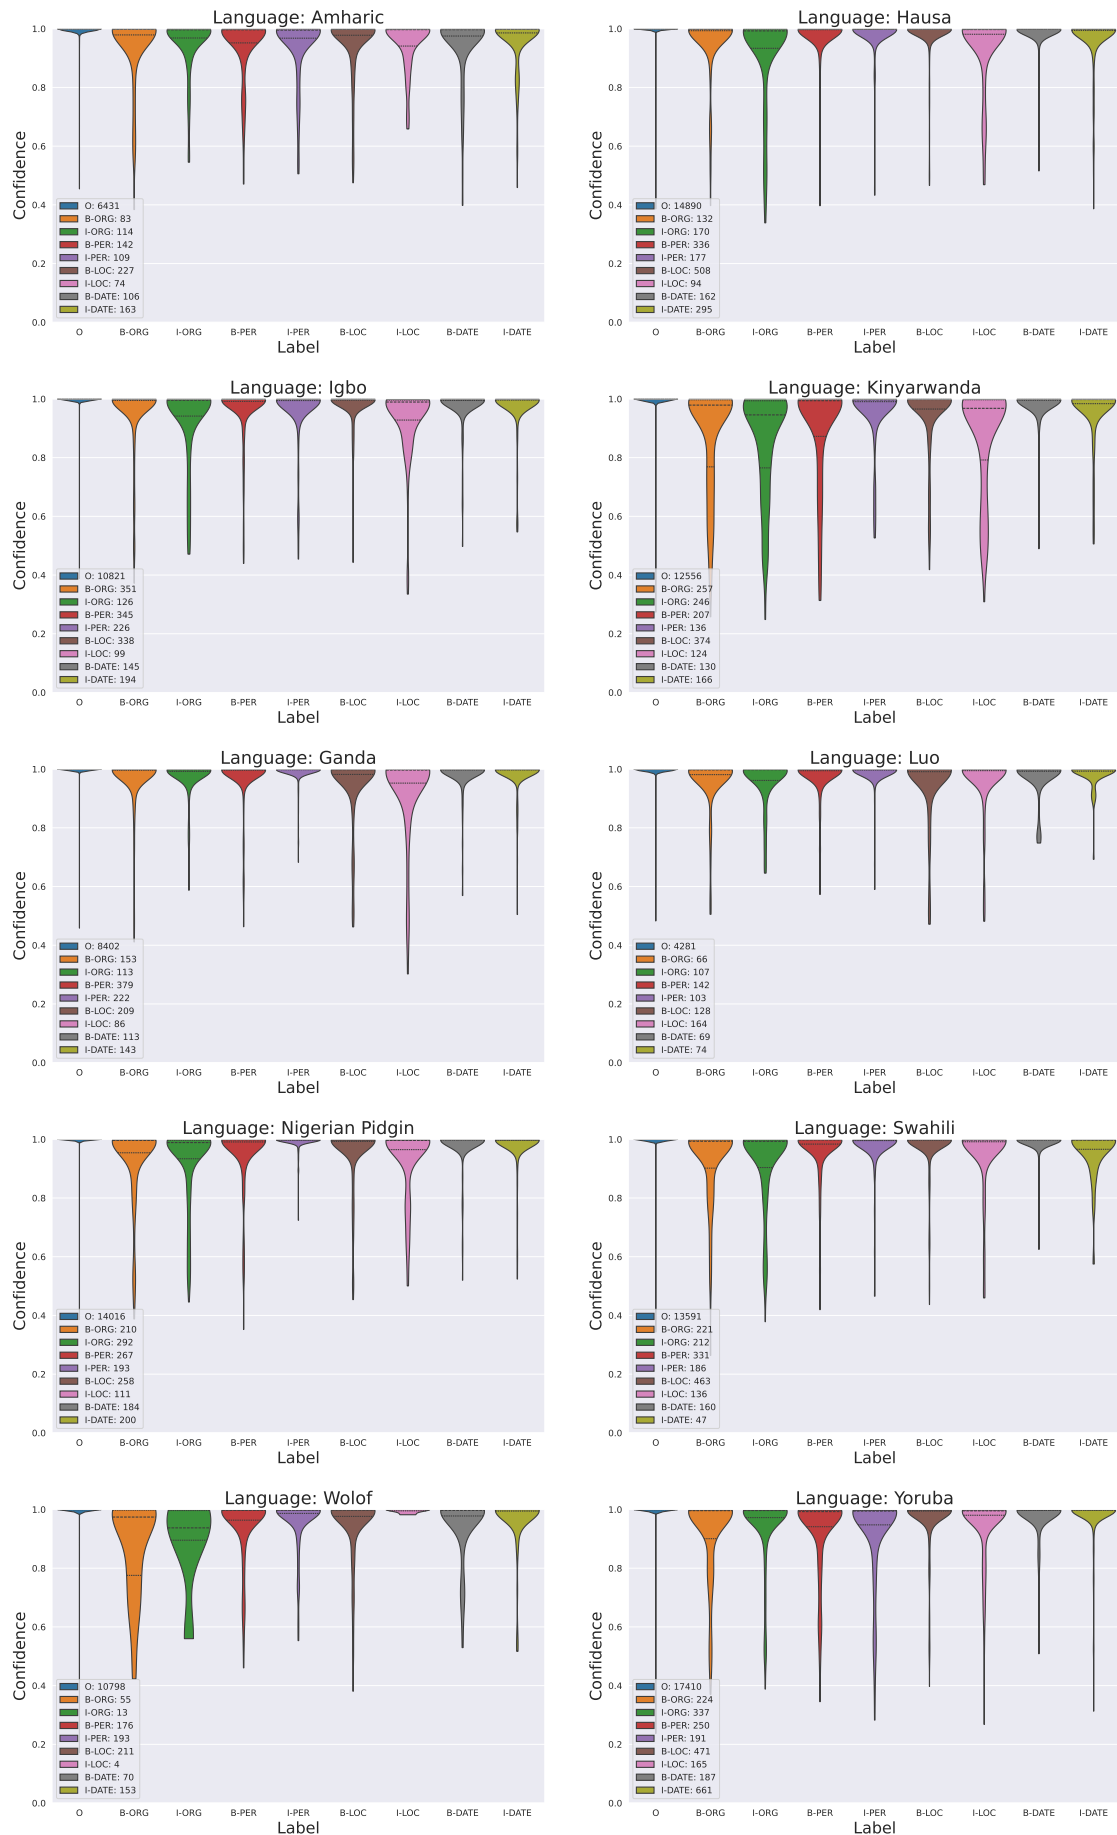 Language: Amharic
1.0
0.8
0.6
0.4
0.2
0.0
Confidence
O: 6431
B-ORG: 83
I-ORG: 114
B-PER: 142
I-PER: 109
B-LOC: 227
I-LOC: 74
B-DATE: 106
I-DATE: 163
O B-ORG I-ORG B-PER I-PER B-LOC I-LOC B-DATE I-DATE
Label
Language: Hausa
1.0
0.8
0.6
0.4
0.2
0.0
Confidence
O: 14890
B-ORG: 132
I-ORG: 170
B-PER: 336
I-PER: 177
B-LOC: 508
I-LOC: 94
B-DATE: 162
I-DATE: 295
O B-ORG I-ORG B-PER I-PER B-LOC I-LOC B-DATE I-DATE
Label
Language: Igbo
1.0
0.8
0.6
0.4
0.2
0.0
Confidence
O: 10821
B-ORG: 351
I-ORG: 126
B-PER: 345
I-PER: 226
B-LOC: 338
I-LOC: 99
B-DATE: 145
I-DATE: 194
O B-ORG I-ORG B-PER I-PER B-LOC I-LOC B-DATE I-DATE
Label
Language: Kinyarwanda
1.0
0.8
0.6
0.4
0.2
0.0
Confidence
O: 12556
B-ORG: 257
I-ORG: 246
B-PER: 207
I-PER: 136
B-LOC: 374
I-LOC: 124
B-DATE: 130
I-DATE: 166
O B-ORG I-ORG B-PER I-PER B-LOC I-LOC B-DATE I-DATE
Label
Language: Ganda
1.0
0.8
0.6
0.4
0.2
0.0
Confidence
O: 8402
B-ORG: 153
I-ORG: 113
B-PER: 379
I-PER: 222
B-LOC: 209
I-LOC: 86
B-DATE: 113
I-DATE: 143
O B-ORG I-ORG B-PER I-PER B-LOC I-LOC B-DATE I-DATE
Label
Language: Luo
1.0
0.8
0.6
0.4
0.2
0.0
Confidence
O: 4281
B-ORG: 66
I-ORG: 107
B-PER: 142
I-PER: 103
B-LOC: 128
I-LOC: 164
B-DATE: 69
I-DATE: 74
O B-ORG I-ORG B-PER I-PER B-LOC I-LOC B-DATE I-DATE
Label
Language: Nigerian Pidgin
1.0
0.8
0.6
0.4
0.2
0.0
Confidence
O: 14016
B-ORG: 210
I-ORG: 292
B-PER: 267
I-PER: 193
B-LOC: 258
I-LOC: 111
B-DATE: 184
I-DATE: 200
O B-ORG I-ORG B-PER I-PER B-LOC I-LOC B-DATE I-DATE
Label
Language: Swahili
1.0
0.8
0.6
0.4
0.2
0.0
Confidence
O: 13591
B-ORG: 221
I-ORG: 212
B-PER: 331
I-PER: 186
B-LOC: 463
I-LOC: 136
B-DATE: 160
I-DATE: 47
O B-ORG I-ORG B-PER I-PER B-LOC I-LOC B-DATE I-DATE
Label
Language: Wolof
1.0
0.8
0.6
0.4
0.2
0.0
Confidence
O: 10798
B-ORG: 55
I-ORG: 13
B-PER: 176
I-PER: 193
B-LOC: 211
I-LOC: 4
B-DATE: 70
I-DATE: 153
O B-ORG I-ORG B-PER I-PER B-LOC I-LOC B-DATE I-DATE
Label
Language: Yoruba
1.0
0.8
0.6
0.4
0.2
0.0
Confidence
O: 17410
B-ORG: 224
I-ORG: 337
B-PER: 250
I-PER: 191
B-LOC: 471
I-LOC: 165
B-DATE: 187
I-DATE: 661
O B-ORG I-ORG B-PER I-PER B-LOC I-LOC B-DATE I-DATE
Label